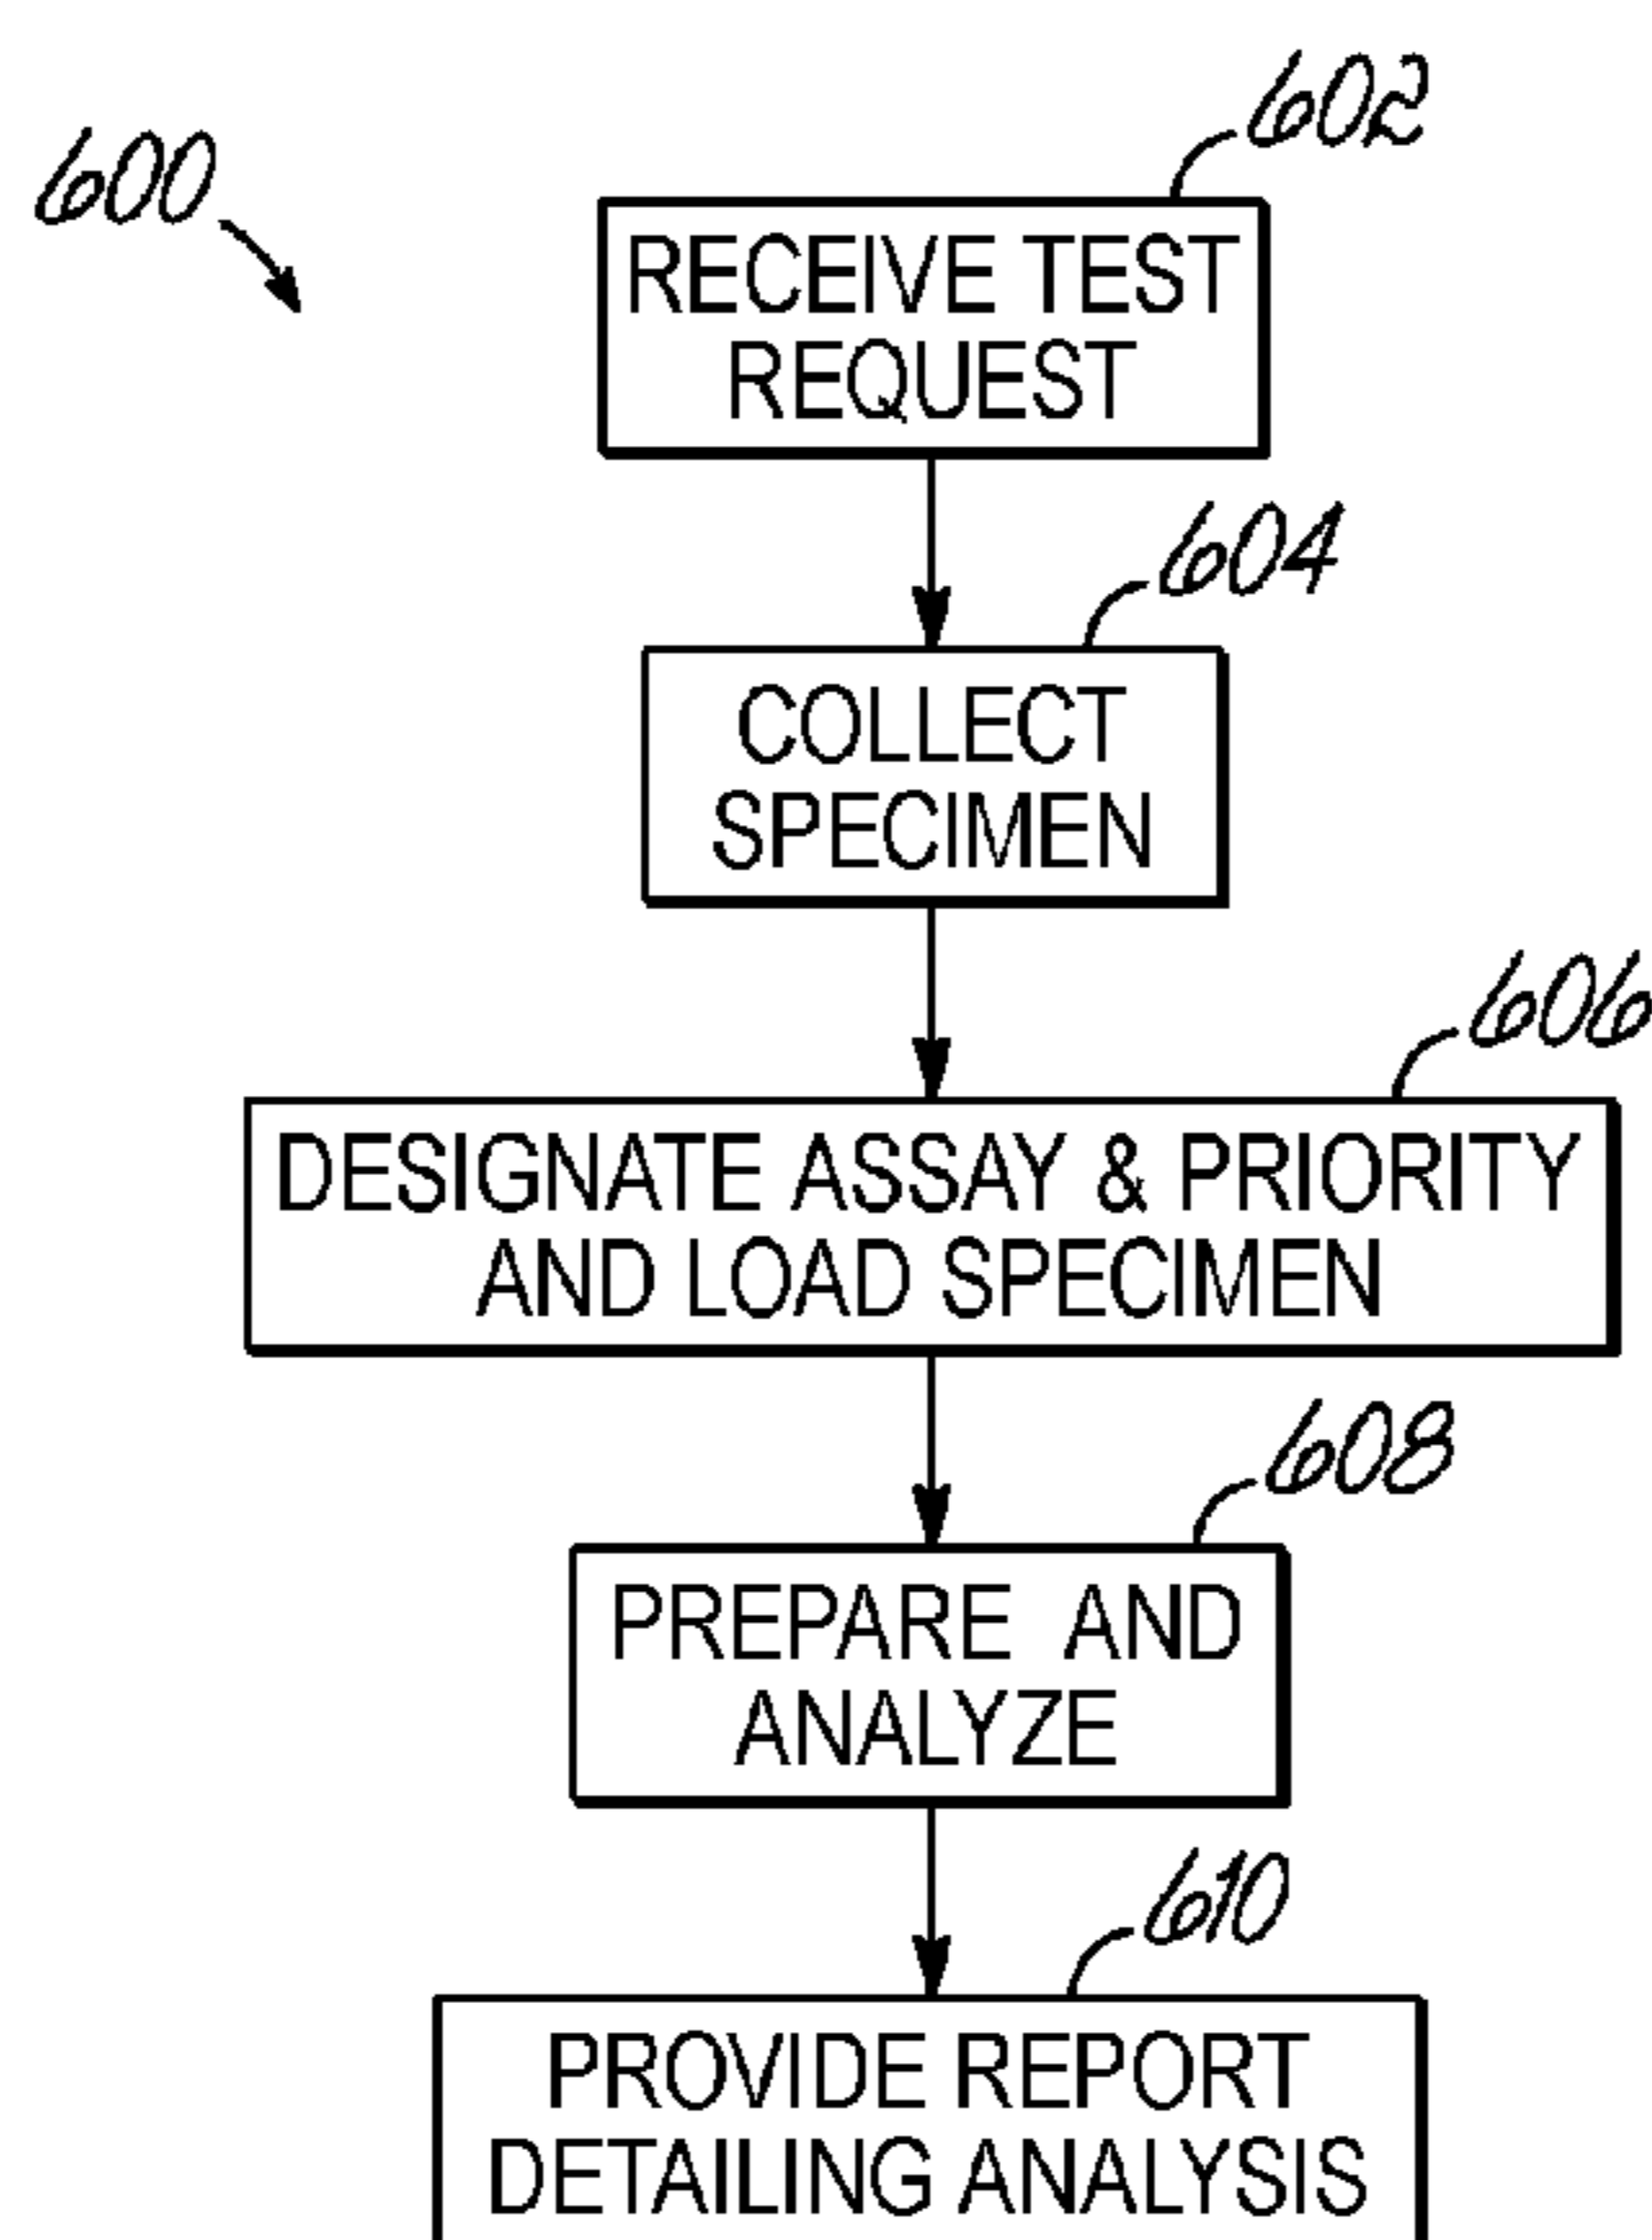 602
600
RECEIVE TEST
REQUEST
604
COLLECT
SPECIMEN
606
DESIGNATE ASSAY & PRIORITY
AND LOAD SPECIMEN
608
PREPARE AND
ANALYZE
610
PROVIDE REPORT
DETAILING ANALYSIS